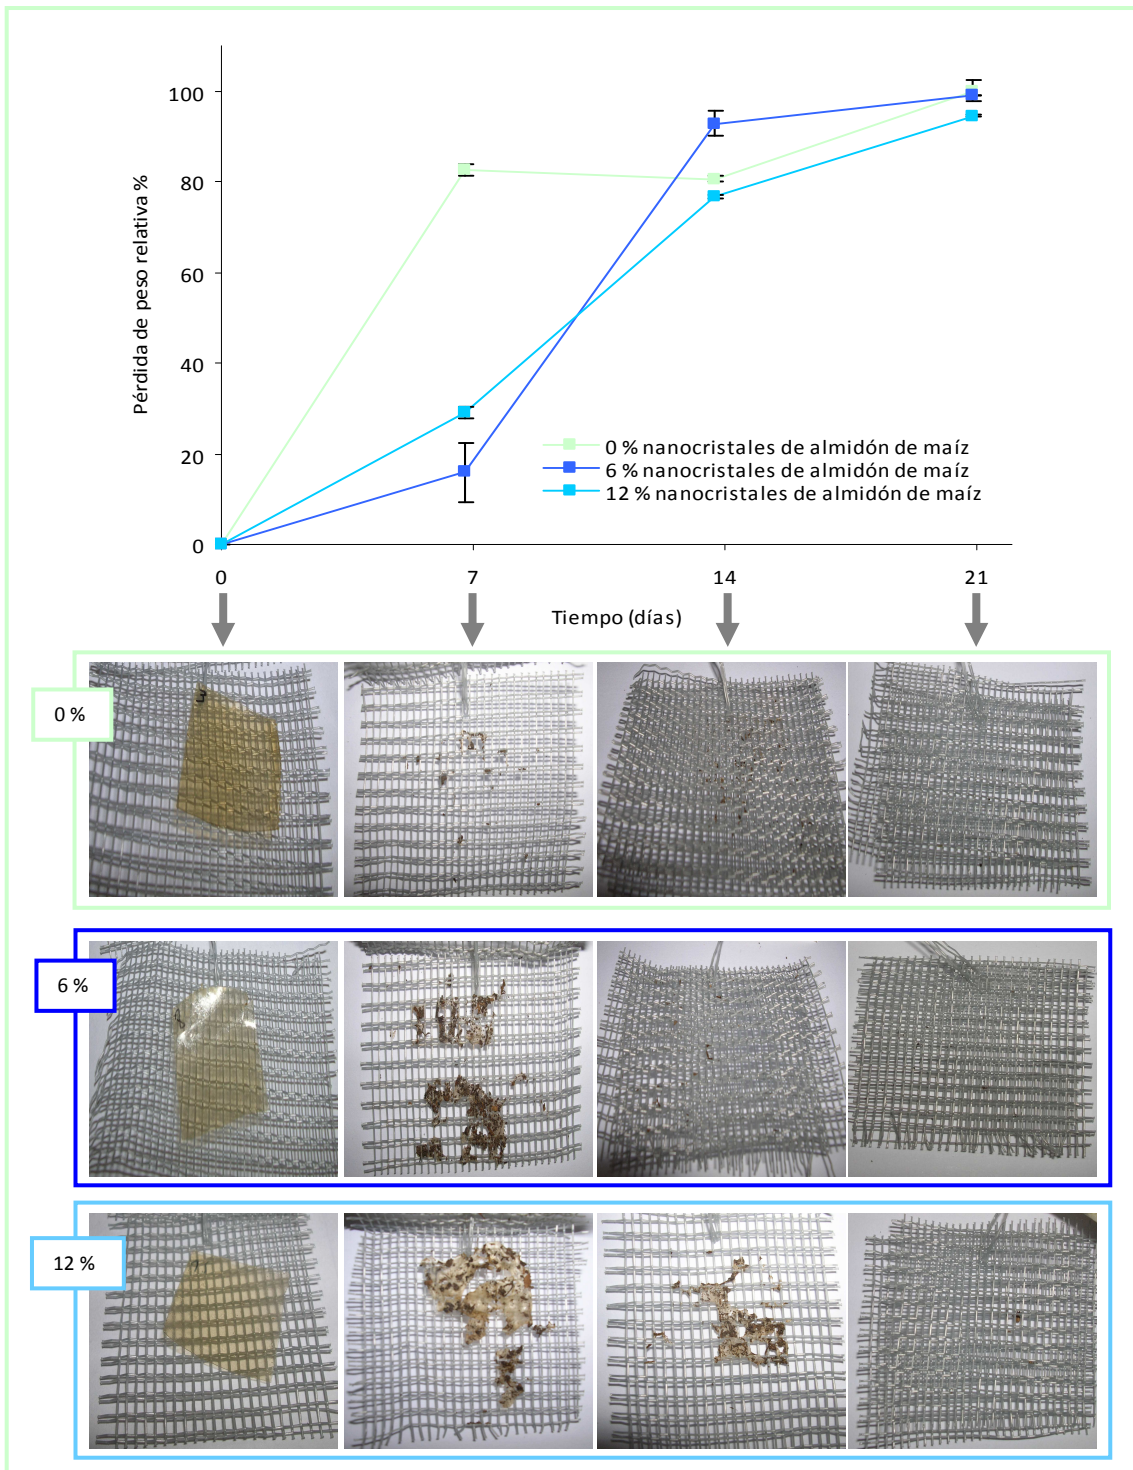 100
80
60
40
20
0
Pérdida de peso relativa %
0 % nanocristales de almidón de maíz
6 % nanocristales de almidón de maíz
12 % nanocristales de almidón de maíz
0 7 14 21
Tiempo (días)
0 %
3
6 %
12 %